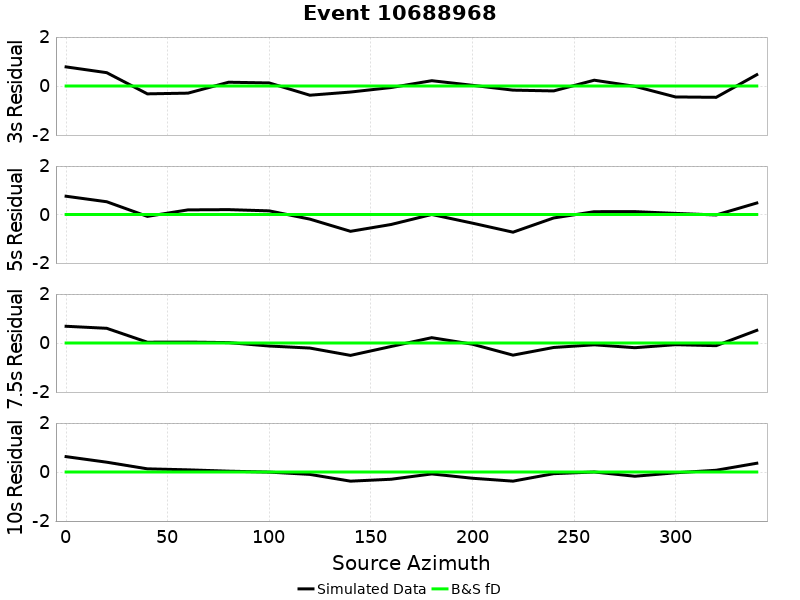 Event 10688968
3s Residual
2
0
-2
5s Residual
2
0
-2
7.5s Residual
2
0
-2
10s Residual
2
0
-2
0 50 100 150 200 250 300
Source Azimuth
Simulated Data B&S fD